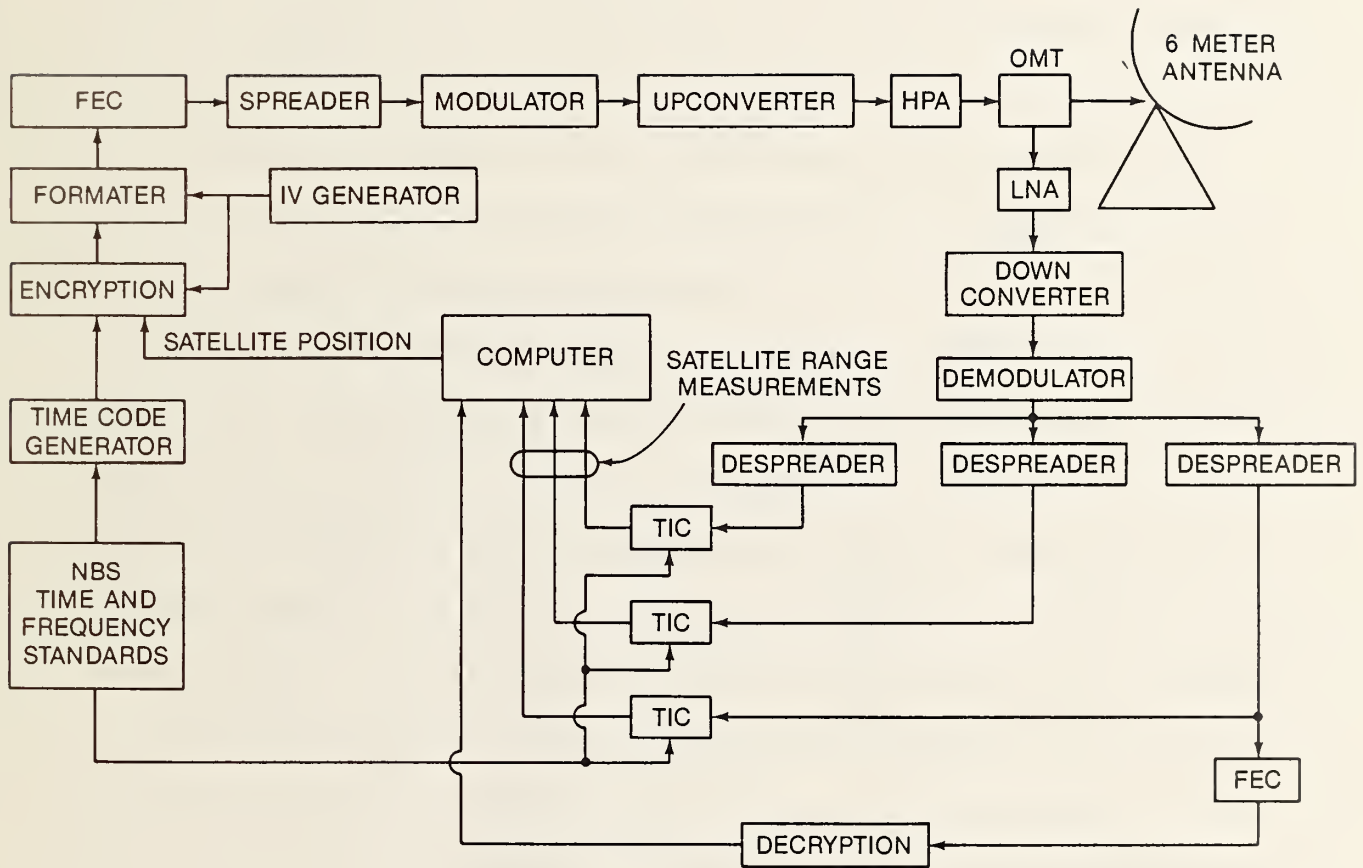 6 METER
ANTENNA
OMT
FEC
SPREADER
MODULATOR
UPCONVERTER
HPA
FORMATER
IV GENERATOR
LNA
ENCRYPTION
DOWN
CONVERTER
SATELLITE POSITION
COMPUTER
SATELLITE RANGE
MEASUREMENTS
DEMODULATOR
TIME CODE
GENERATOR
DESPREADER
DESPREADER
DESPREADER
TIC
NBS
TIME AND
FREQUENCY
STANDARDS
TIC
TIC
FEC
DECRYPTION